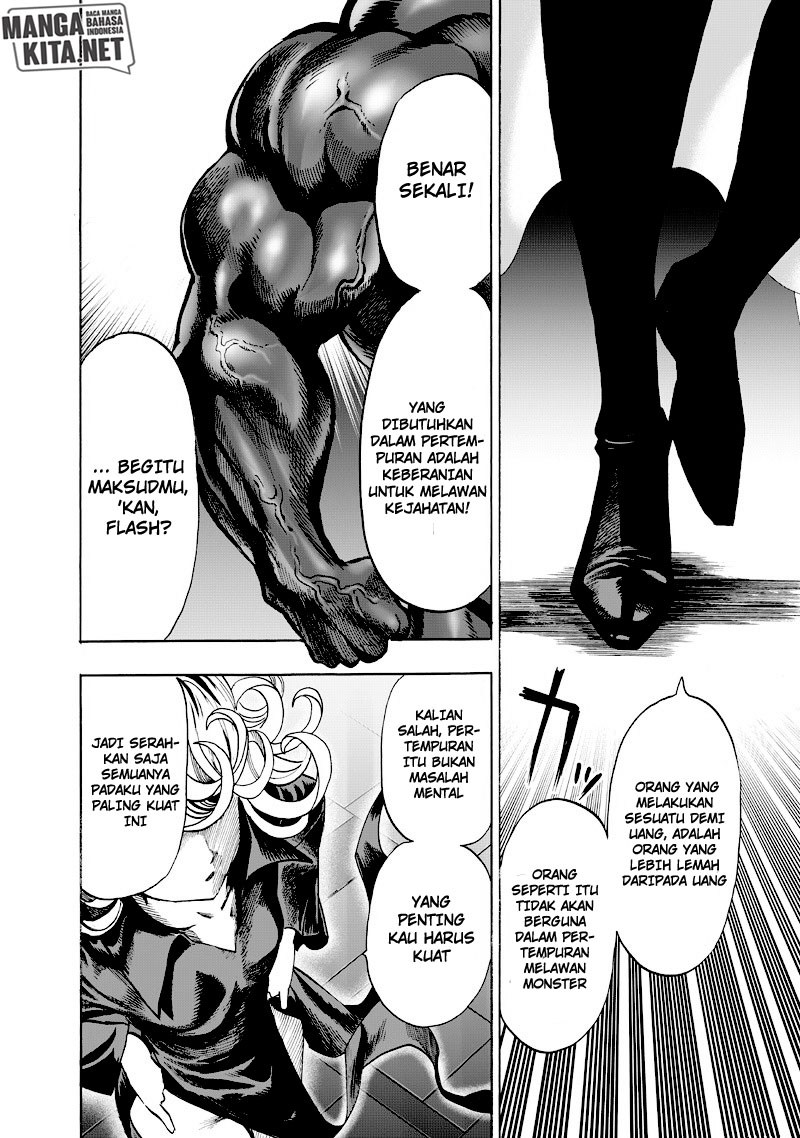 MANGA
KITA.NET
BACA MANGA
BAHASA
INDONESIA
ORANG YANG
MELAKUKAN
SESUATU DEMI
UANG, ADALAH
ORANG YANG
LEBIH LEMAH
DARIPADA UANG
ORANG
SEPERTI ITU
TIDAK AKAN
BERGUNA
DALAM PER-
TEMPURAN
MELAWAN
MONSTER
カッ
BENAR
SEKALI!
YANG
DIBUTUHKAN
DALAM PERTEM-
PURAN ADALAH
KEBERANIAN
UNTUK MELAWAN
KEJAHATAN!
... BEGITU
MAKSUDMU,
'KAN,
FLASH?
KALIAN
SALAH, PER-
TEMPURAN
ITU BUKAN
MASALAH
MENTAL
YANG
PENTING
KAU HARUS
KUAT
JADI SERAH-
KAN SAJA
SEMUANYA
PADAKU YANG
PALING KUAT
INI